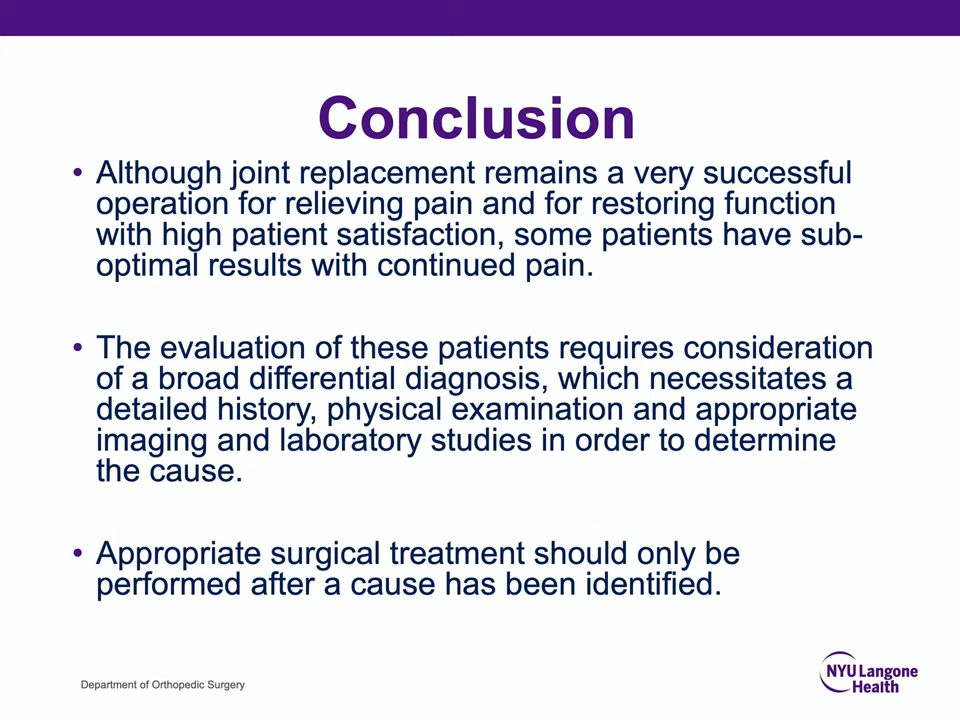 Conclusion
• Although joint replacement remains a very successful
operation for relieving pain and for restoring function
with high patient satisfaction, some patients have sub-
optimal results with continued pain.
• The evaluation of these patients requires consideration
of a broad differential diagnosis, which necessitates a
detailed history, physical examination and appropriate
imaging and laboratory studies in order to determine
the cause.
• Appropriate surgical treatment should only be
performed after a cause has been identified.
Department of Orthopedic Surgery
NYU Langone
Health